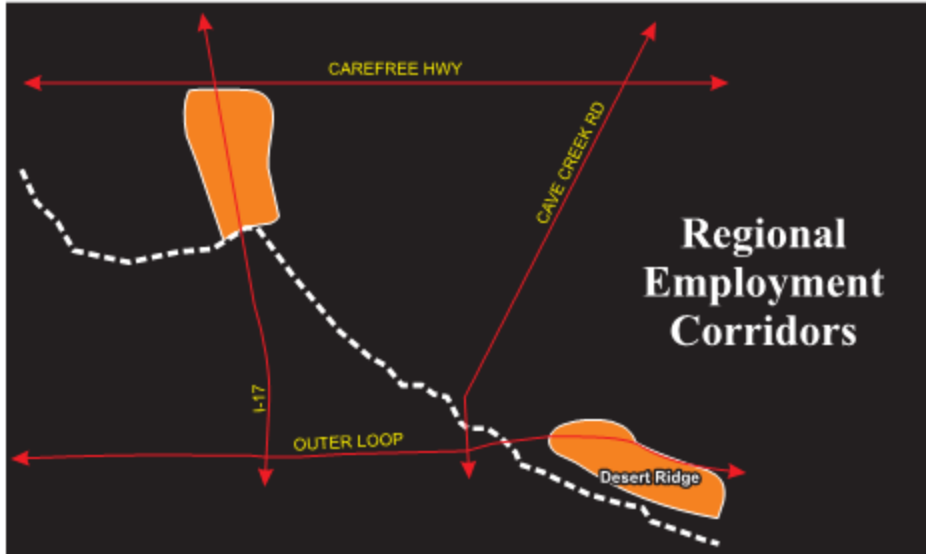 CAREFREE HWY
CAVE CREEK RD
Regional
Employment
Corridors
I-17
OUTER LOOP
Desert Ridge